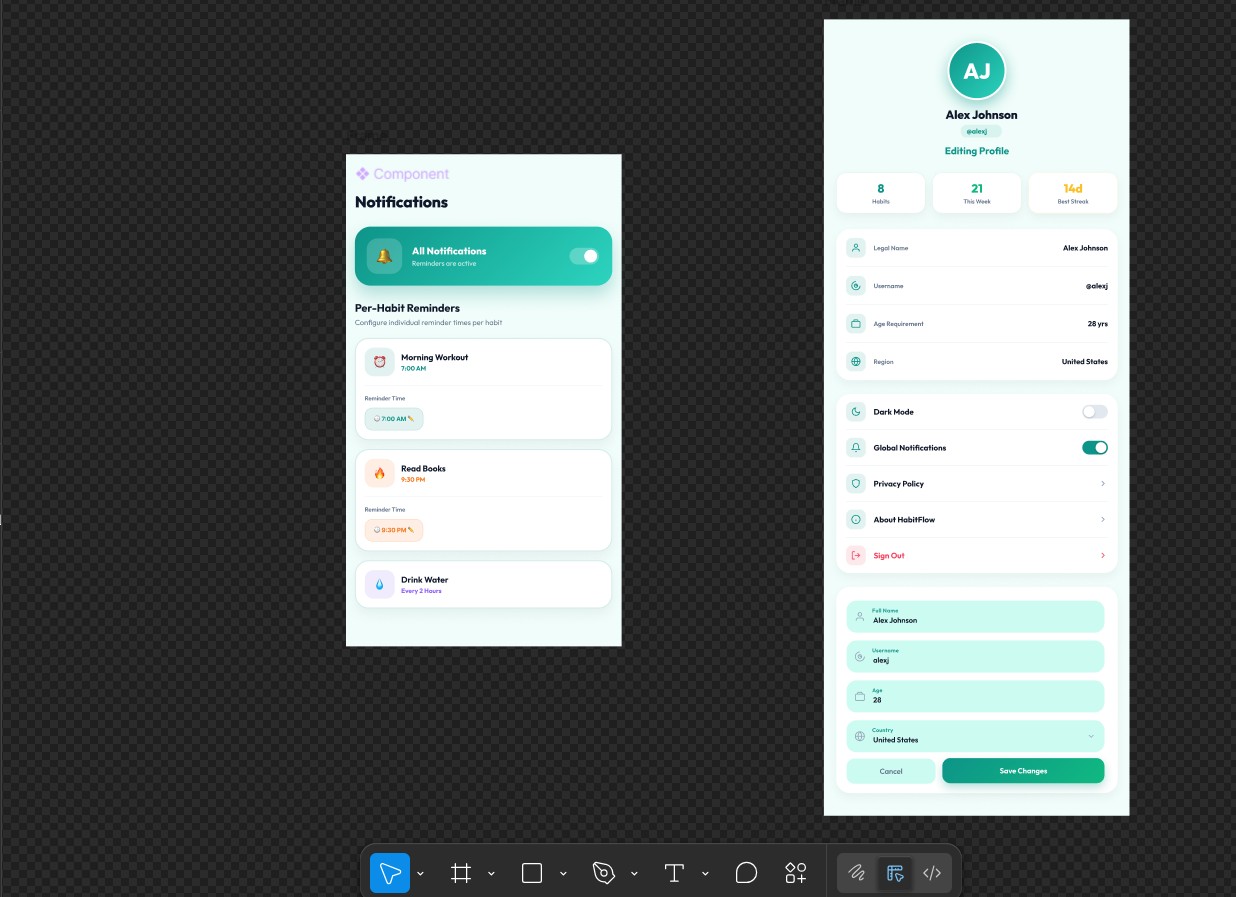 Component
Notifications
All Notifications
Reminders are active
Per-Habit Reminders
Configure individual reminder times per habit
Morning Workout
7:00 AM
Reminder Time
7:00 AM
Read Books
9:30 PM
Reminder Time
9:30 PM
Drink Water
Every 2 Hours
AJ
Alex Johnson
@alexj
Editing Profile
8
Habits
21
This Week
14d
Best Streak
Legal Name
Alex Johnson
Username
@alexj
Age Requirement
28 yrs
Region
United States
Dark Mode
Global Notifications
Privacy Policy
About HabitFlow
Sign Out
Full Name
Alex Johnson
Username
alexj
Age
28
Country
United States
Cancel
Save Changes